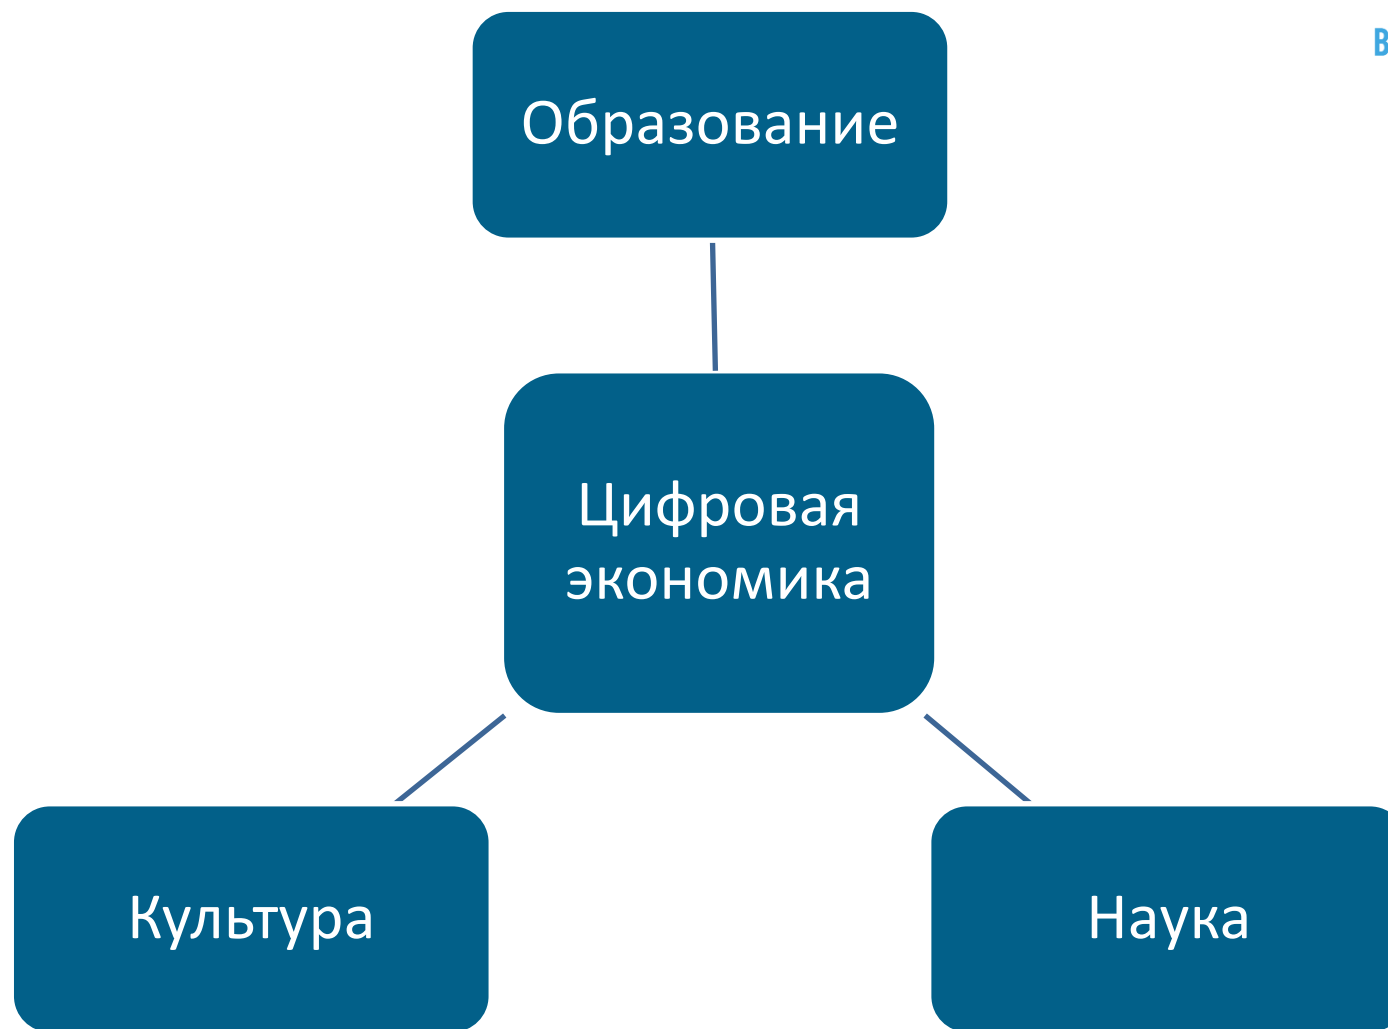 Образование
Цифровая
экономика
Культура
Наука